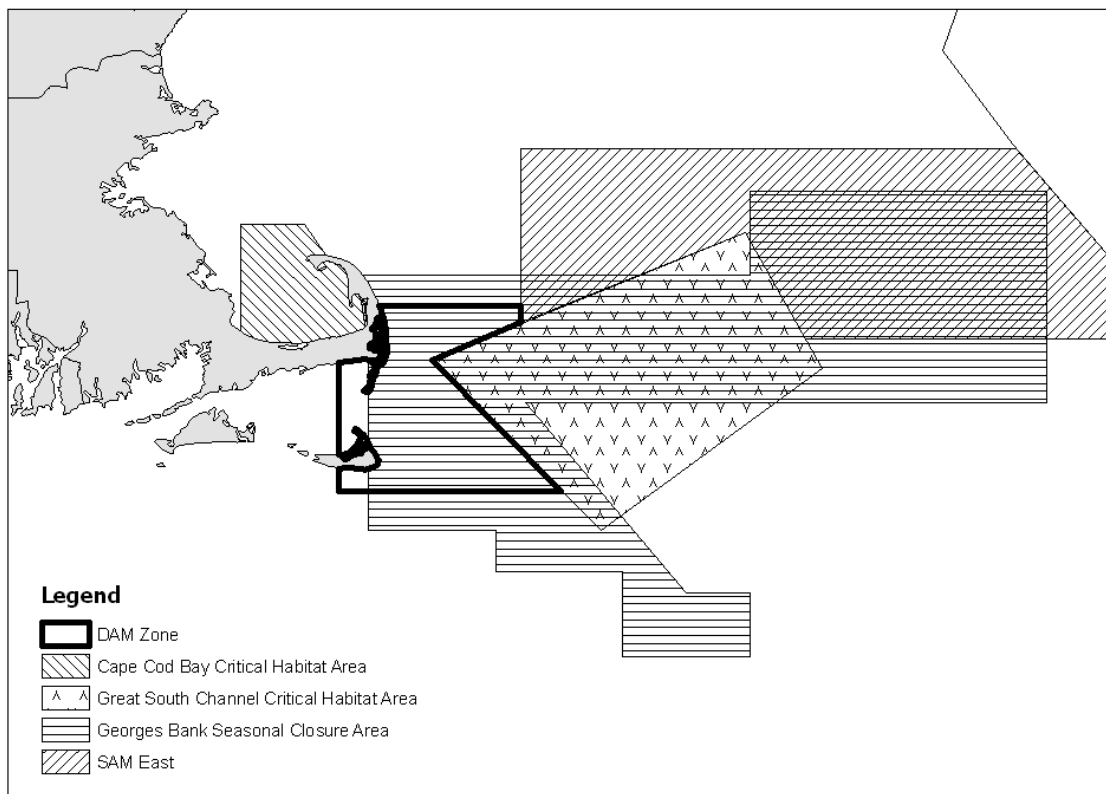 Legend
DAM Zone
Cape Cod Bay Critical Habitat Area
Great South Channel Critical Habitat Area
Georges Bank Seasonal Closure Area
SAM East